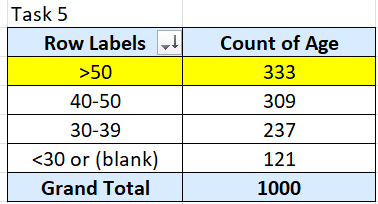 Task 5
Row Labels Count of Age
>50 333
40-50 309
30-39 237
<30 or (blank) 121
Grand Total 1000